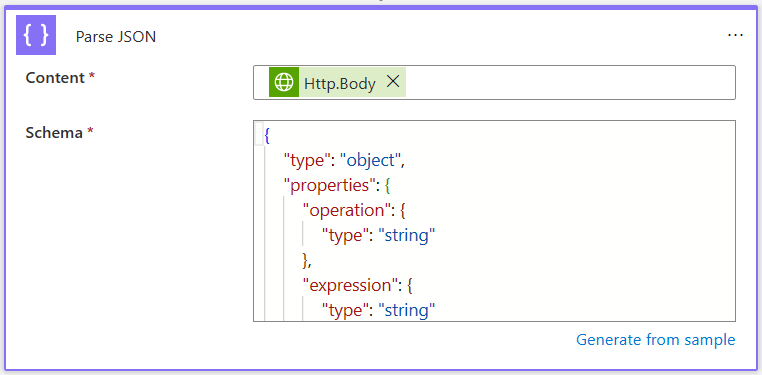 { } Parse JSON ...
Content * Http.Body ×
Schema * {
"type": "object",
"properties": {
"operation": {
"type": "string"
},
"expression": {
"type": "string"
Generate from sample